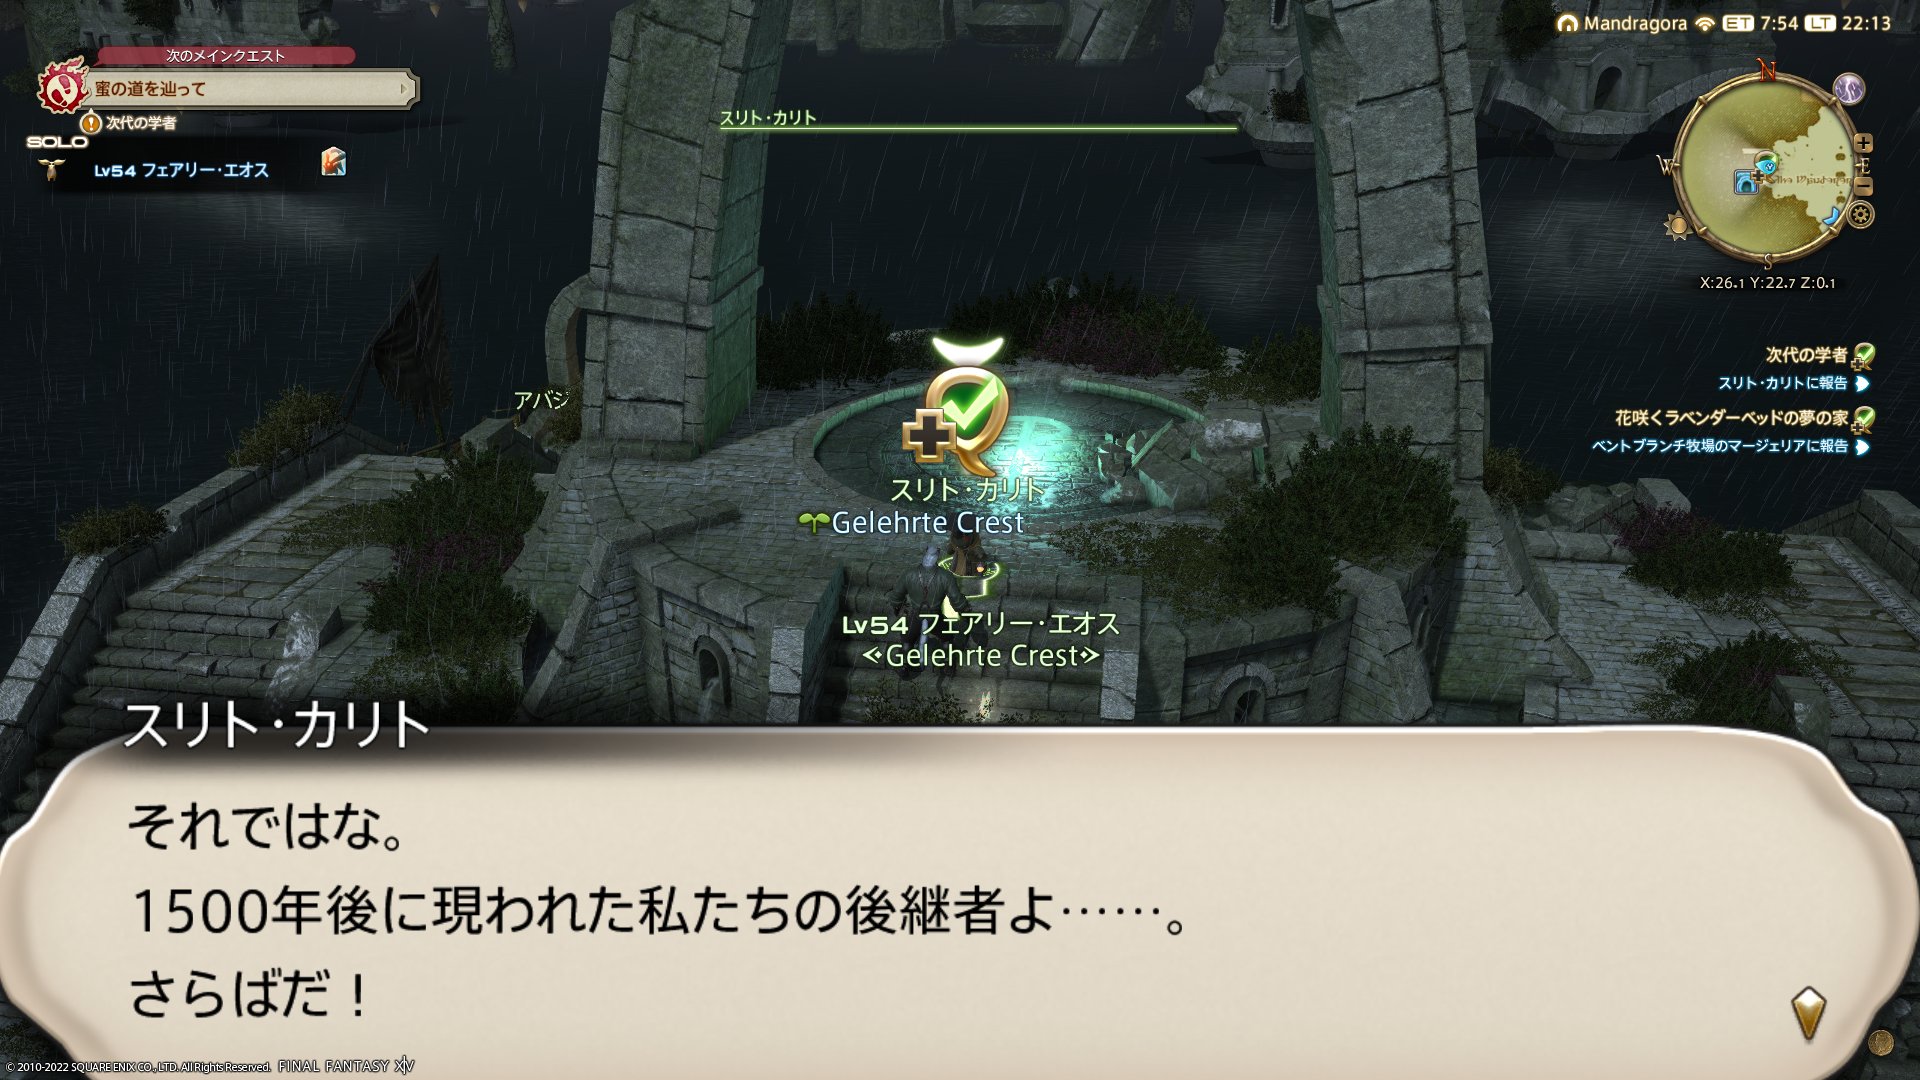 Mandragora ET 7:54 LT 22:13
次のメインクエスト
蜜の道を辿って
次代の学者
SOLO
Lv54 フェアリー・エオス
スリト・カリト
N
W
E
S
X:26.1 Y:22.7 Z:0.1
次代の学者
スリト・カリトに報告
花咲くラベンダーベッドの夢の家
ベントブランチ牧場のマージェリアに報告
アバン
スリト・カリト
Gelehrte Crest
Lv54 フェアリー・エオス
«Gelehrte Crest»
スリト・カリト
それではな。
1500年後に現われた私たちの後継者よ……。
さらばだ！
© 2010-2022 SQUARE ENIX CO., LTD. All Rights Reserved. FINAL FANTASY XIV